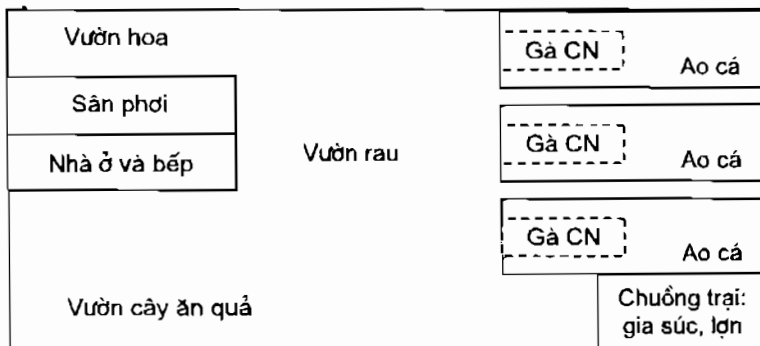 Vườn hoa
Sân phơi
Nhà ở và bếp
Vườn cây ăn quả
Vườn rau
Gà CN
Ao cá
Gà CN
Ao cá
Gà CN
Ao cá
Chuồng trại:
gia súc, lợn